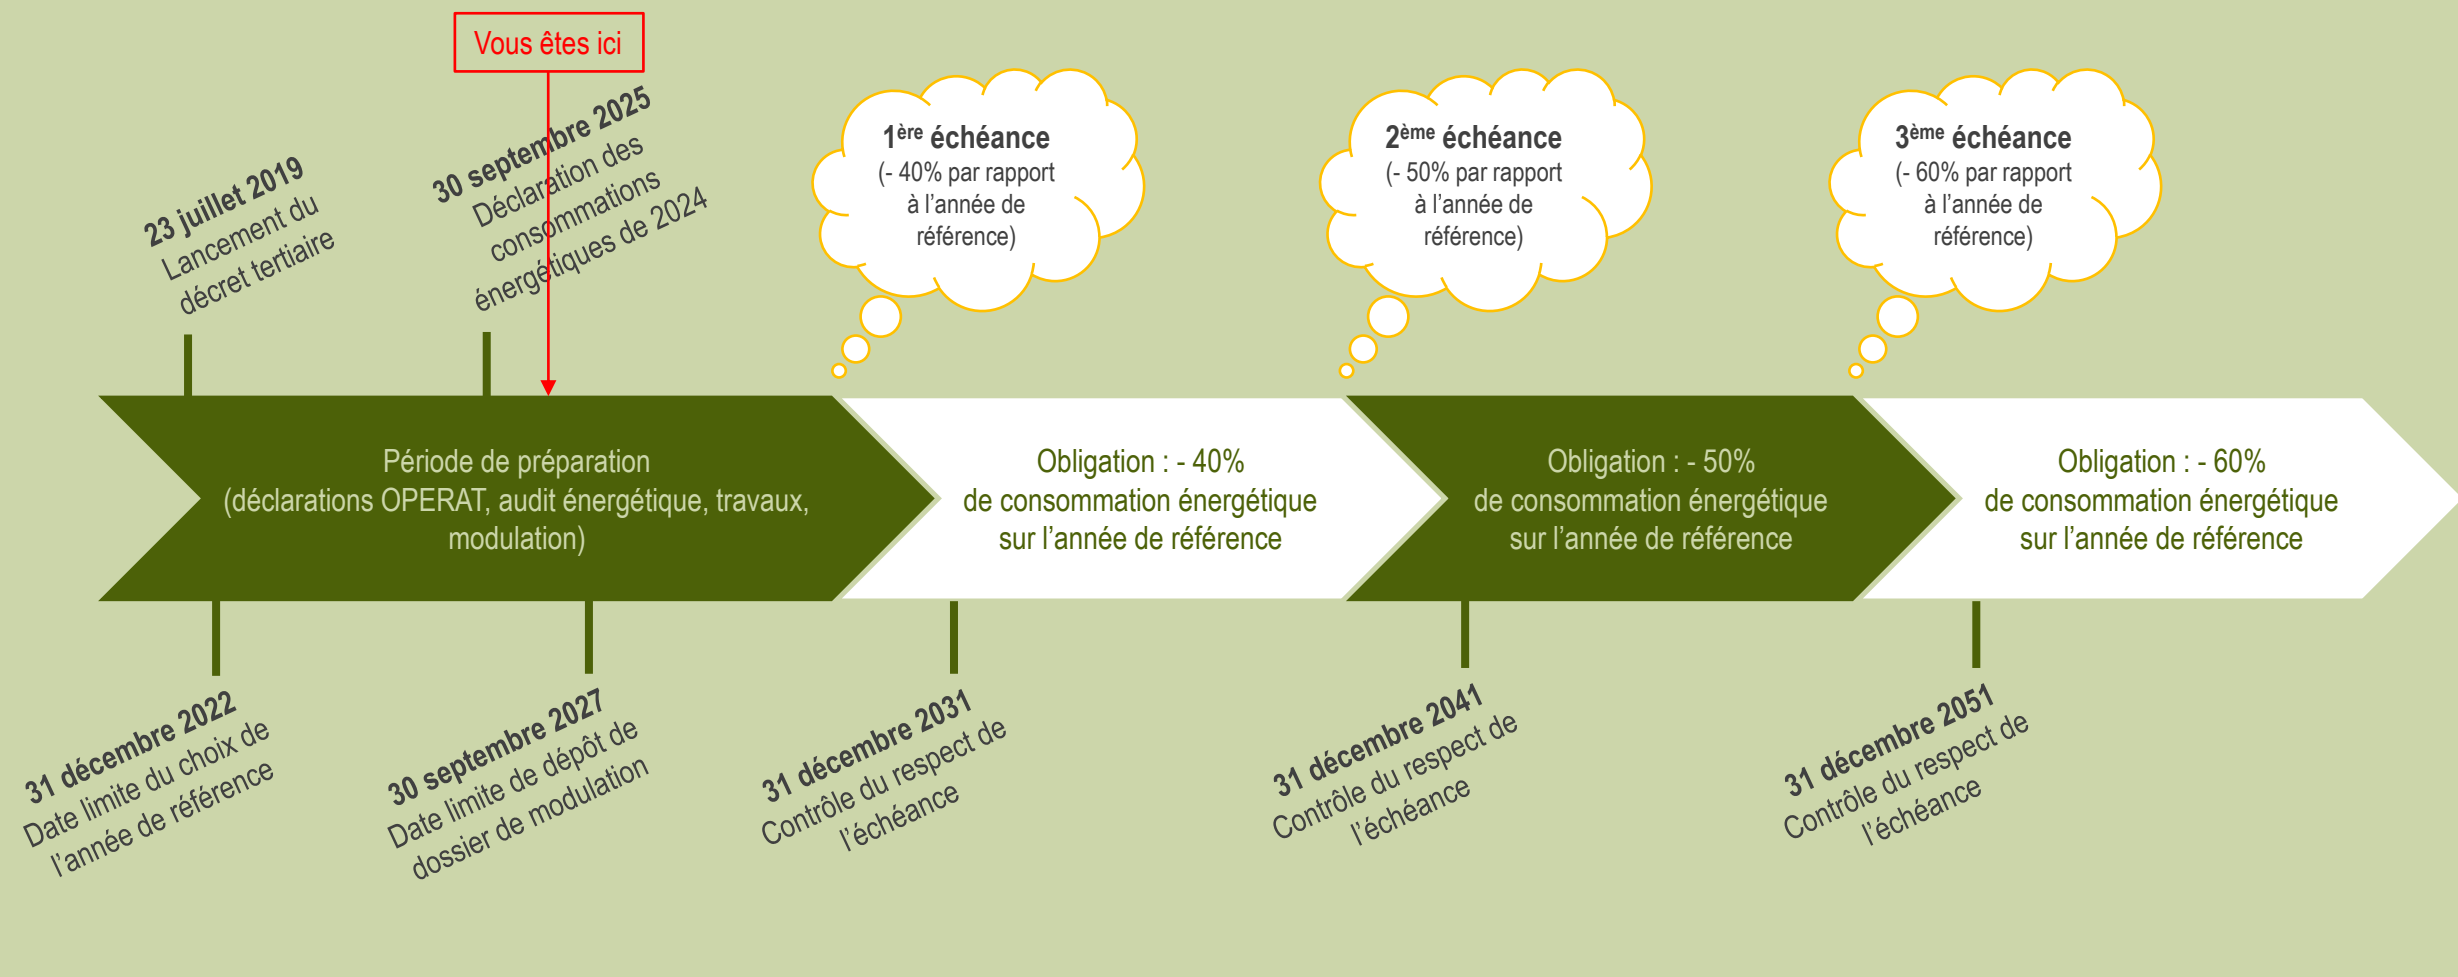 Vous êtes ici
23 juillet 2019
Lancement du
décret tertiaire
30 septembre 2025
Déclaration des
consommations
énergétiques de 2024
1ère échéance
(- 40% par rapport
à l’année de
référence)
2ème échéance
(- 50% par rapport
à l’année de
référence)
3ème échéance
(- 60% par rapport
à l’année de
référence)
Période de préparation
(déclarations OPERAT, audit énergétique, travaux,
modulation)
Obligation : - 40%
de consommation énergétique
sur l’année de référence
Obligation : - 50%
de consommation énergétique
sur l’année de référence
Obligation : - 60%
de consommation énergétique
sur l’année de référence
31 décembre 2022
Date limite du choix de
l’année de référence
30 septembre 2027
Date limite de dépôt de
dossier de modulation
31 décembre 2031
Contrôle du respect de
l’échéance
31 décembre 2041
Contrôle du respect de
l’échéance
31 décembre 2051
Contrôle du respect de
l’échéance